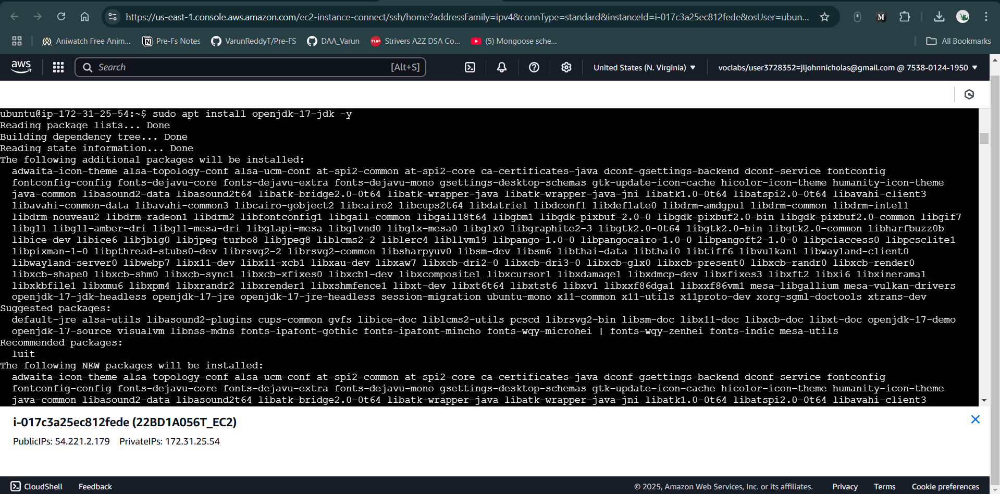 https://us-east-1.console.aws.amazon.com/ec2-instance-connect/ssh/home?addressFamily=ipv4&connType=standard&instanceId=i-017c3a25ec812fede&osUser=ubun...
M
Aniwatch Free Anim...
Pre-Fs Notes
VarunReddyT/Pre-FS
DAA_Varun
TUF
Strivers A2Z DSA Co...
(5) Mongoose sche...
All Bookmarks
aws
Search
[Alt+S]
United States (N. Virginia)
voclabs/user3728352=jljohnnicholas@gmail.com @ 7538-0124-1950
ubuntu@ip-172-31-25-54:~$ sudo apt install openjdk-17-jdk -y
Reading package lists... Done
Building dependency tree... Done
Reading state information... Done
The following additional packages will be installed:
adwaita-icon-theme alsa-topology-conf alsa-ucm-conf at-spi2-common at-spi2-core ca-certificates-java dconf-gsettings-backend dconf-service fontconfig
fontconfig-config fonts-dejavu-core fonts-dejavu-extra fonts-dejavu-mono gsettings-desktop-schemas gtk-update-icon-cache hicolor-icon-theme humanity-icon-theme
java-common libasound2-data libasound2t64 libatk-bridge2.0-0t64 libatk-wrapper-java libatk-wrapper-java-jni libatk1.0-0t64 libatspi2.0-0t64 libavahi-client3
libavahi-common-data libavahi-common3 libcairo-gobject2 libcairo2 libcups2t64 libdatrie1 libdconf1 libdeflate0 libdrm-amdgpu1 libdrm-common libdrm-intel1
libdrm-nouveau2 libdrm-radeon1 libdrm2 libfontconfig1 libgail-common libgail18t64 libgbm1 libgdk-pixbuf-2.0-0 libgdk-pixbuf2.0-bin libgdk-pixbuf2.0-common libgif7
libgl1 libgl1-amber-dri libgl1-mesa-dri libglapi-mesa libglvnd0 libglx-mesa0 libglx0 libgraphite2-3 libgtk2.0-0t64 libgtk2.0-bin libgtk2.0-common libharfbuzz0b
libice-dev libice6 libjbig0 libjpeg-turbo8 libjpeg8 liblcms2-2 liblerc4 libllvm19 libpango-1.0-0 libpangocairo-1.0-0 libpangoft2-1.0-0 libpciaccess0 libpcsclite1
libpixman-1-0 libpthread-stubs0-dev librsvg2-2 librsvg2-common libsharpyuv0 libsm-dev libsm6 libthai-data libthai0 libtiff6 libvulkan1 libwayland-client0
libwayland-server0 libwebp7 libx11-dev libx11-xcb1 libxau-dev libxaw7 libxcb-dri2-0 libxcb-dri3-0 libxcb-glx0 libxcb-present0 libxcb-randr0 libxcb-render0
libxcb-shape0 libxcb-shm0 libxcb-sync1 libxcb-xfixes0 libxcb1-dev libxcomposite1 libxcursor1 libxdamage1 libxdmcp-dev libxfixes3 libxft2 libxi6 libxinerama1
libxkbfile1 libxmu6 libxpm4 libxrandr2 libxrender1 libxshmfence1 libxt-dev libxt6t64 libxtst6 libxv1 libxxf86dga1 libxxf86vm1 mesa-libgallium mesa-vulkan-drivers
openjdk-17-jdk-headless openjdk-17-jre openjdk-17-jre-headless session-migration ubuntu-mono x11-common x11-utils x11proto-dev xorg-sgml-doctools xtrans-dev
Suggested packages:
default-jre alsa-utils libasound2-plugins cups-common gvfs libice-doc liblcms2-utils pcscd librsvg2-bin libsm-doc libx11-doc libxcb-doc libxt-doc openjdk-17-demo
openjdk-17-source visualvm libnss-mdns fonts-ipafont-gothic fonts-ipafont-mincho fonts-wqy-microhei | fonts-wqy-zenhei fonts-indic mesa-utils
Recommended packages:
luit
The following NEW packages will be installed:
adwaita-icon-theme alsa-topology-conf alsa-ucm-conf at-spi2-common at-spi2-core ca-certificates-java dconf-gsettings-backend dconf-service fontconfig
fontconfig-config fonts-dejavu-core fonts-dejavu-extra fonts-dejavu-mono gsettings-desktop-schemas gtk-update-icon-cache hicolor-icon-theme humanity-icon-theme
java-common libasound2-data libasound2t64 libatk-bridge2.0-0t64 libatk-wrapper-java libatk-wrapper-java-jni libatk1.0-0t64 libatspi2.0-0t64 libavahi-client3
i-017c3a25ec812fede (22BD1A056T_EC2)
PublicIPs: 54.221.2.179 PrivateIPs: 172.31.25.54
CloudShell
Feedback
© 2025, Amazon Web Services, Inc. or its affiliates.
Privacy
Terms
Cookie preferences